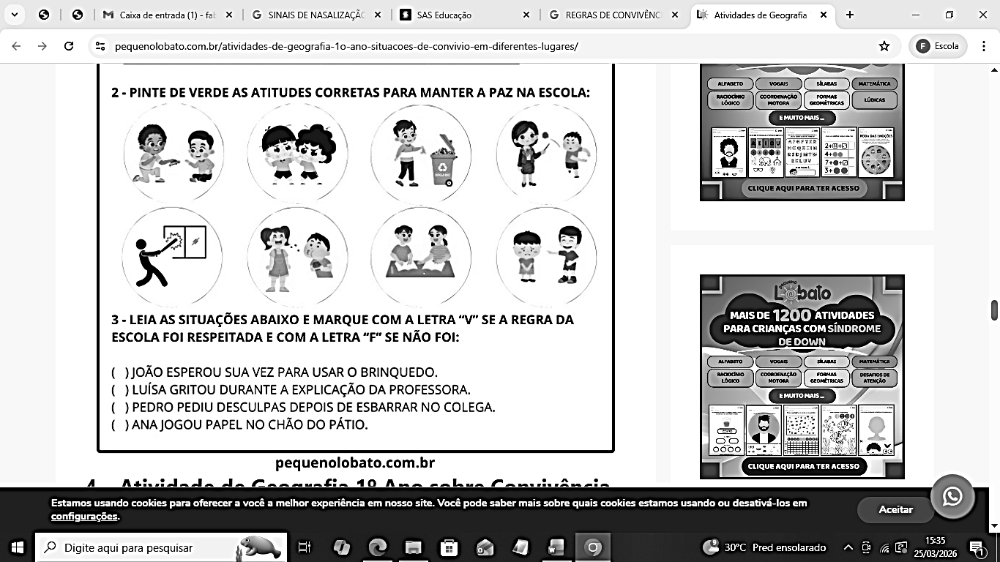 Caixa de entrada (1) - fab
SINAIS DE NASALIZAÇÃ
SAS Educação
REGRAS DE CONVIVÊNC
Atividades de Geografia
pequenolobato.com.br/atividades-de-geografia-1o-ano-situacoes-de-convivio-em-diferentes-lugares/
F Escola
2 - PINTE DE VERDE AS ATITUDES CORRETAS PARA MANTER A PAZ NA ESCOLA:
ORGANIC
3 - LEIA AS SITUAÇÕES ABAIXO E MARQUE COM A LETRA “V” SE A REGRA DA
ESCOLA FOI RESPEITADA E COM A LETRA “F” SE NÃO FOI:
( ) JOÃO ESPEROU SUA VEZ PARA USAR O BRINQUEDO.
( ) LUÍSA GRITOU DURANTE A EXPLICAÇÃO DA PROFESSORA.
( ) PEDRO PEDIU DESCULPAS DEPOIS DE ESBARRAR NO COLEGA.
( ) ANA JOGOU PAPEL NO CHÃO DO PÁTIO.
pequenolobato.com.br
4 – Atividade de Geografia 1º Ano sobre Convivência
ALFABETO VOGAIS SÍLABAS MATEMÁTICA
RACIOCÍNIO LÓGICO COORDENAÇÃO MOTORA FORMAS GEOMÉTRICAS LÚDICAS
E MUITO MAIS...
RODA DAS EMOÇÕES
CLIQUE AQUI PARA TER ACESSO
PEQUENO
Lobato
MAIS DE 1200 ATIVIDADES
PARA CRIANÇAS COM SÍNDROME
DE DOWN
ALFABETO VOGAIS SÍLABAS MATEMÁTICA
RACIOCÍNIO LÓGICO COORDENAÇÃO MOTORA FORMAS GEOMÉTRICAS DESAFIOS DE ATENÇÃO
E MUITO MAIS...
CLIQUE AQUI PARA TER ACESSO
Estamos usando cookies para oferecer a você a melhor experiência em nosso site. Você pode saber mais sobre quais cookies estamos usando ou desativá-los em
configurações.
Aceitar
Digite aqui para pesquisar
30°C Pred ensolarado
15:35
25/03/2026